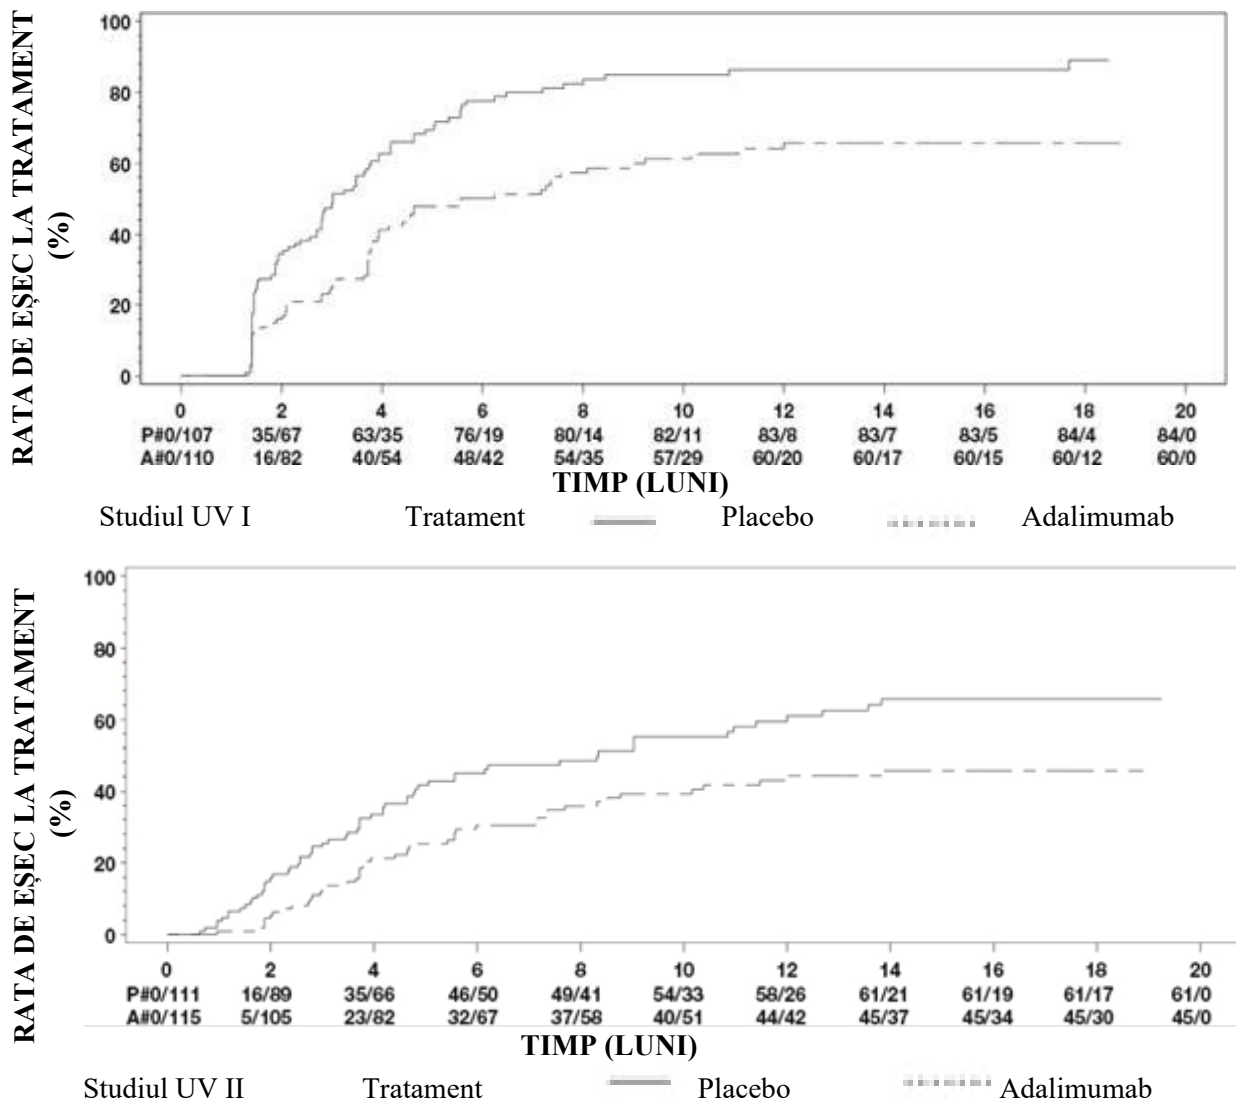 RATA DE EȘEC LA TRATAMENT
(%)
100
80
60
40
20
0
0 2 4 6 8 10 12 14 16 18 20
P#0/107 35/67 63/35 76/19 80/14 82/11 83/8 83/7 83/5 84/4 84/0
A#0/110 16/82 40/54 48/42 54/35 57/29 60/20 60/17 60/15 60/12 60/0
TIMP (LUNI)
Studiul UV I Tratament Placebo Adalimumab
RATA DE EȘEC LA TRATAMENT
(%)
100
80
60
40
20
0
0 2 4 6 8 10 12 14 16 18 20
P#0/111 16/89 35/66 46/50 49/41 54/33 58/26 61/21 61/19 61/17 61/0
A#0/115 5/105 23/82 32/67 37/58 40/51 44/42 45/37 45/34 45/30 45/0
TIMP (LUNI)
Studiul UV II Tratament Placebo Adalimumab